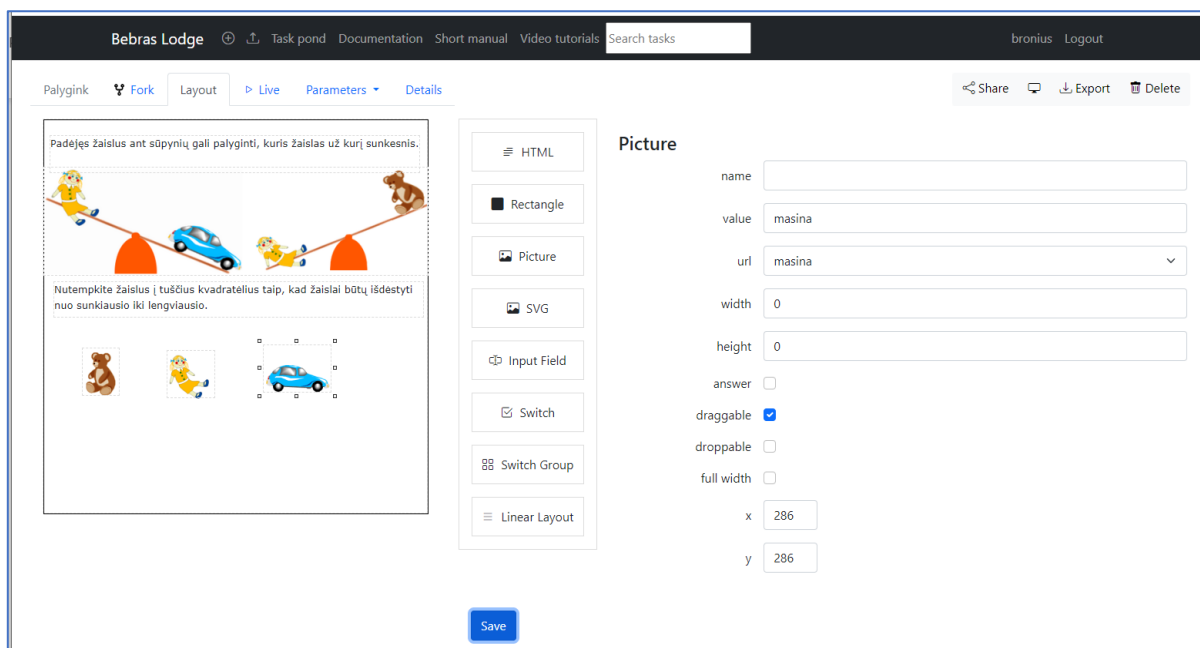 Bebras Lodge Task pond Documentation Short manual Video tutorials Search tasks bronius Logout
Palygink Fork Layout Live Parameters Details Share Export Delete
Padėjęs žaislus ant sūpynių gali palyginti, kuris žaislas už kurį sunkesnis.
Nutempkite žaislus į tuščius kvadratėlius taip, kad žaislai būtų išdėstyti
nuo sunkiausio iki lengviausio.
HTML
Rectangle
Picture
SVG
Input Field
Switch
Switch Group
Linear Layout
Save
Picture
name
value masina
url masina
width 0
height 0
answer
draggable
droppable
full width
x 286
y 286